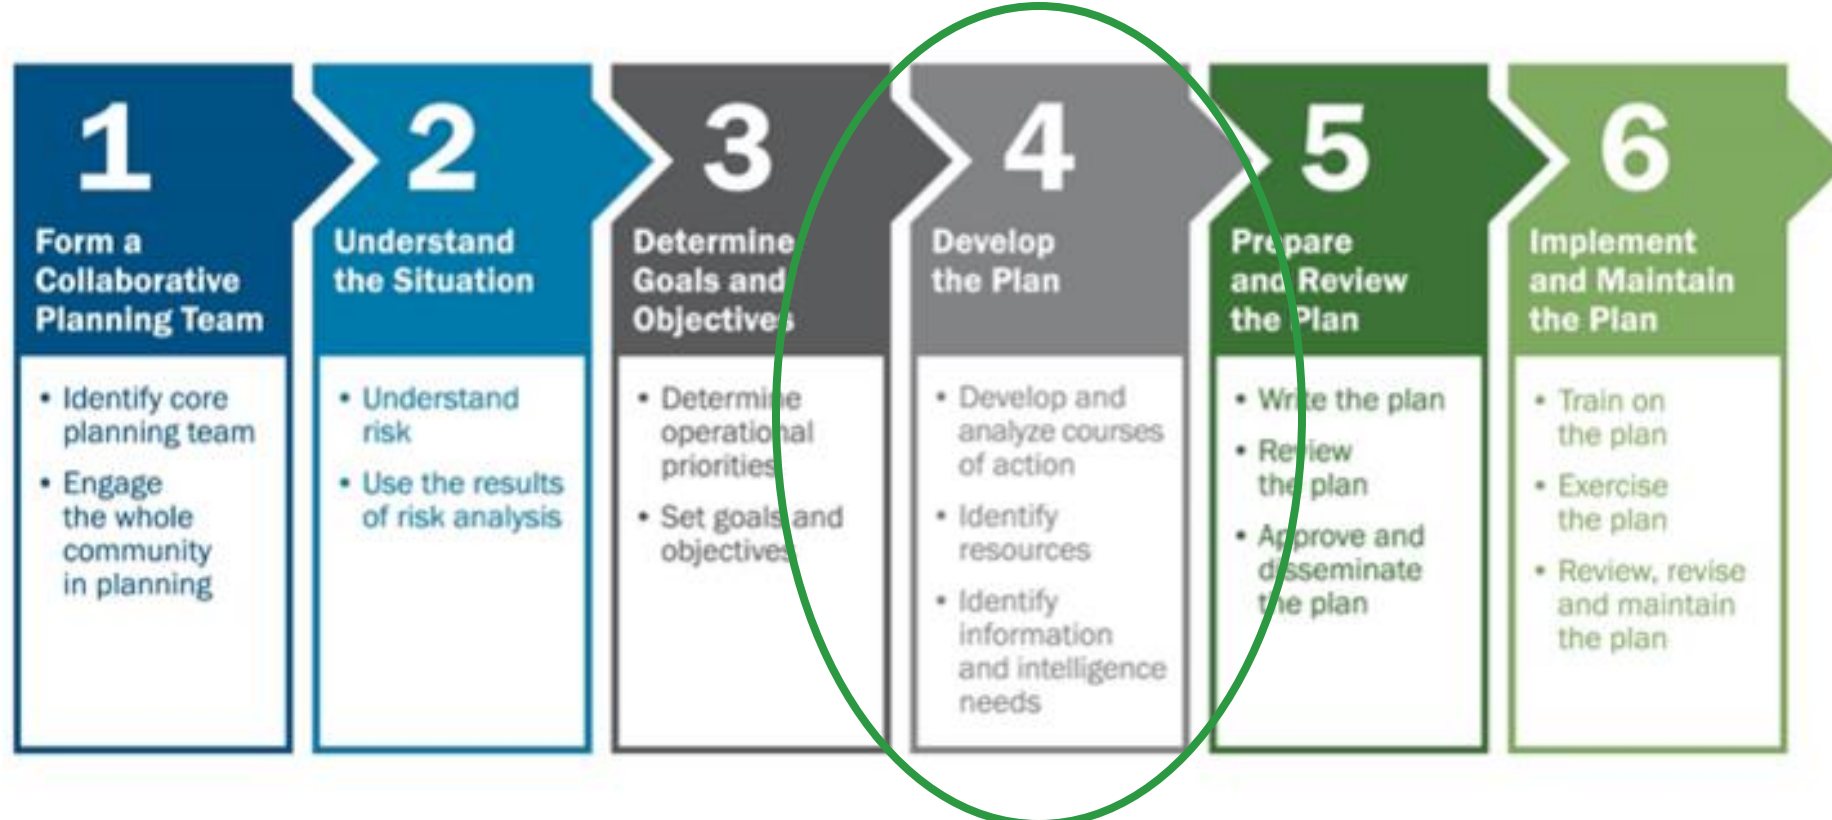 1
Form a
Collaborative
Planning Team
• Identify core
planning team
• Engage
the whole
community
in planning
2
Understand
the Situation
• Understand
risk
• Use the results
of risk analysis
3
Determine
Goals and
Objectives
• Determine
operational
priorities
• Set goals and
objectives
4
Develop
the Plan
• Develop and
analyze courses
of action
• Identify
resources
• Identify
information
and intelligence
needs
5
Prepare
and Review
the Plan
• Write the plan
• Review
the plan
• Approve and
disseminate
the plan
6
Implement
and Maintain
the Plan
• Train on
the plan
• Exercise
the plan
• Review, revise
and maintain
the plan